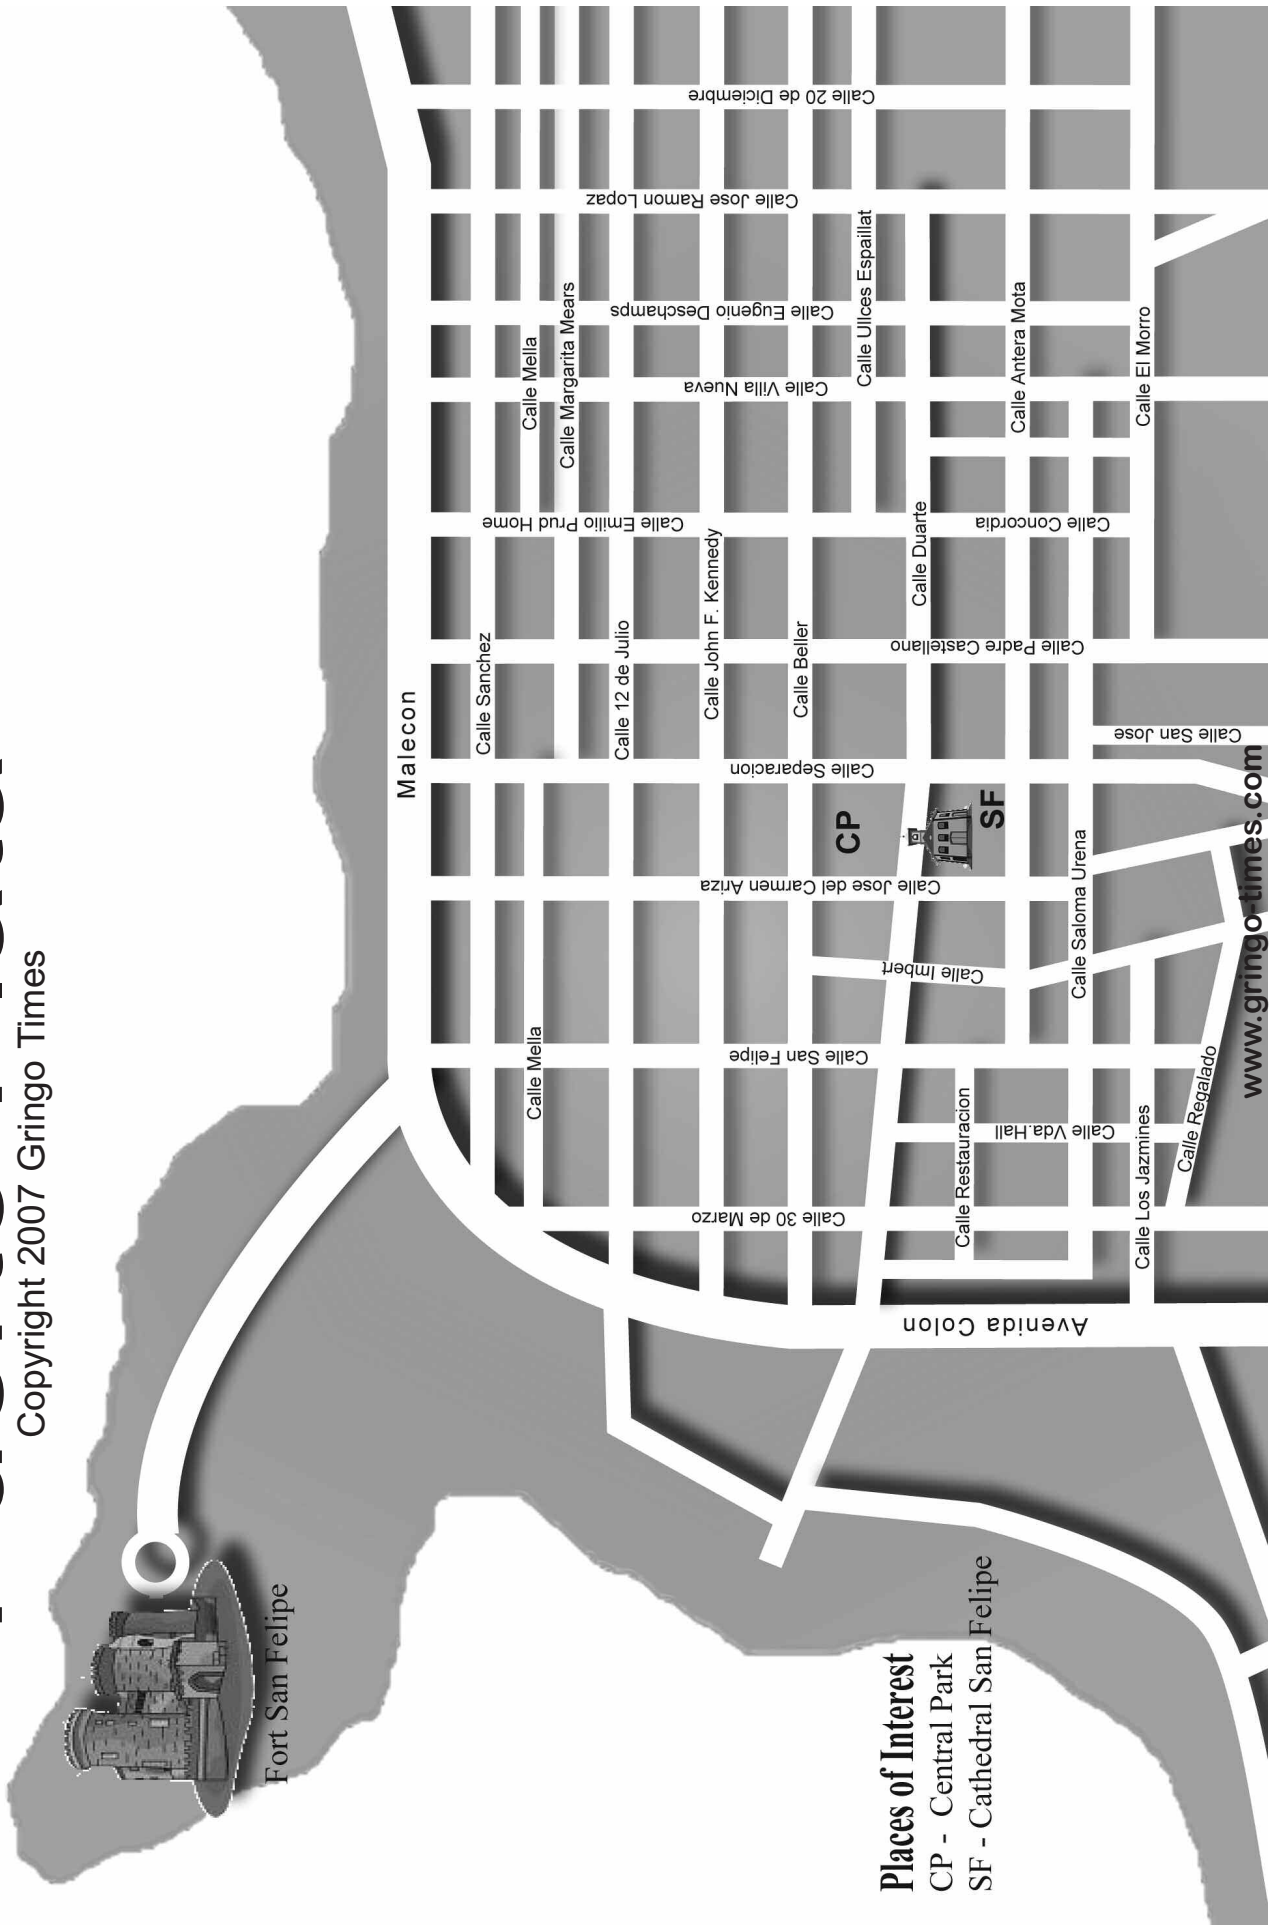 Copyright 2007 Gringo Times
Fort San Felipe
Malecon
Calle Sanchez
Calle Mella
Calle Mella
Calle Margarita Mears
Calle 12 de Julio
Calle John F. Kennedy
Calle Beller
Calle Ulices Espaillat
Calle Duarte
Calle Restauracion
Calle Antera Mota
Calle Saloma Urena
Calle El Morro
Calle Los Jazmines
Calle Regalado
Avenida Colon
Calle 30 de Marzo
Calle Vda.Hall
Calle San Felipe
Calle Imbert
Calle Jose del Carmen Ariza
Calle Separacion
Calle San Jose
Calle Padre Castellano
Calle Emilio Prud Home
Calle Concordia
Calle Villa Nueva
Calle Eugenio Deschamps
Calle Jose Ramon Lopaz
Calle 20 de Diciembre
CP
SF
Places of Interest
CP - Central Park
SF - Cathedral San Felipe
www.gringo-times.com